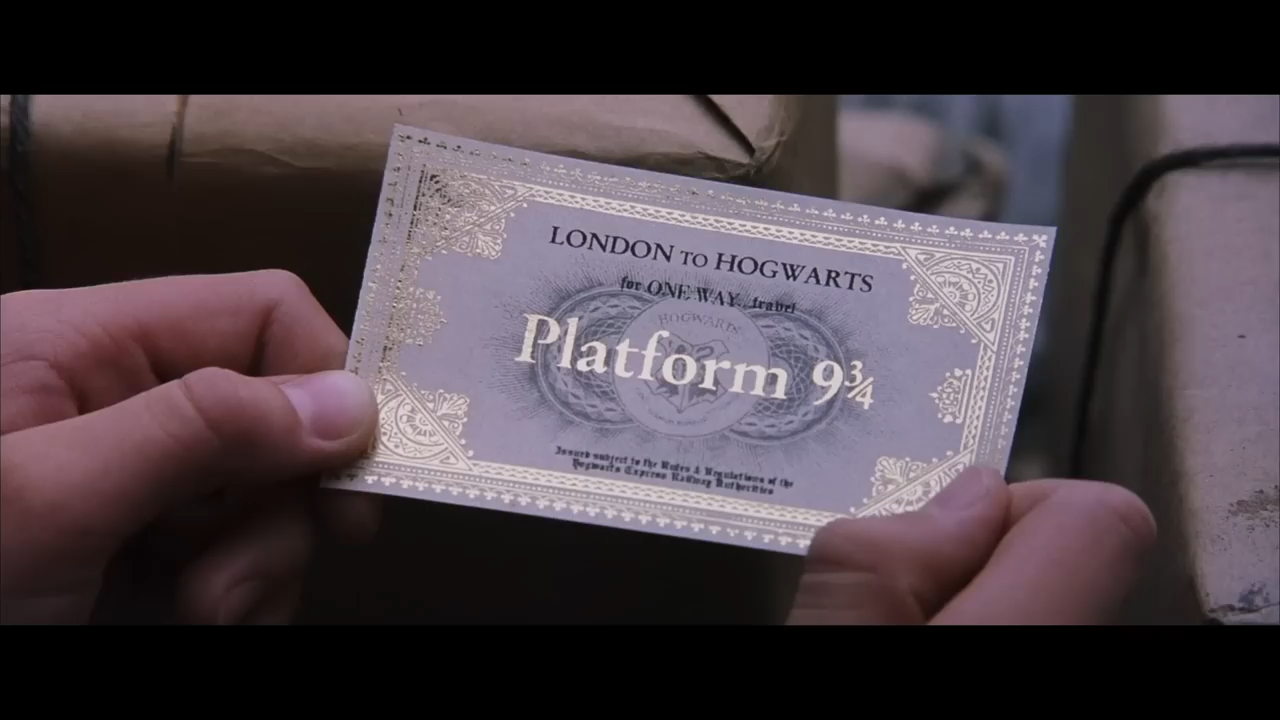 LONDON TO HOGWARTS
for ONE WAY travel
HOGWARTS
Platform 9¾
Issued subject to the Rules & Regulations of the
Hogwarts Express Railway Authorities